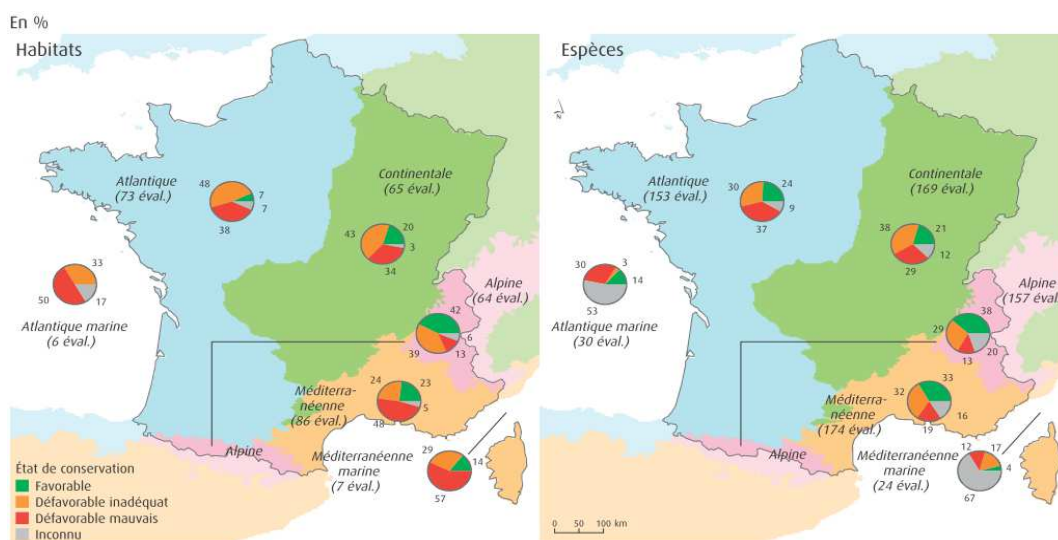 En %
Habitats
Atlantique
(73 éval.)
48
7
7
38
Continentale
(65 éval.)
43
20
3
34
33
50
17
Atlantique marine
(6 éval.)
Alpine
(64 éval.)
42
6
39
13
Méditerra-
néenne
(86 éval.)
24
23
5
48
Alpine
Méditerranéenne
marine
(7 éval.)
29
14
57
État de conservation
Favorable
Défavorable inadéquat
Défavorable mauvais
Inconnu
Espèces
Atlantique
(153 éval.)
30
24
9
37
Continentale
(169 éval.)
38
21
12
29
30
3
14
53
Atlantique marine
(30 éval.)
Alpine
(157 éval.)
38
29
20
13
Méditerra-
néenne
(174 éval.)
32
33
16
19
Alpine
Méditerranéenne
marine
(24 éval.)
12
17
4
67
0 50 100 km